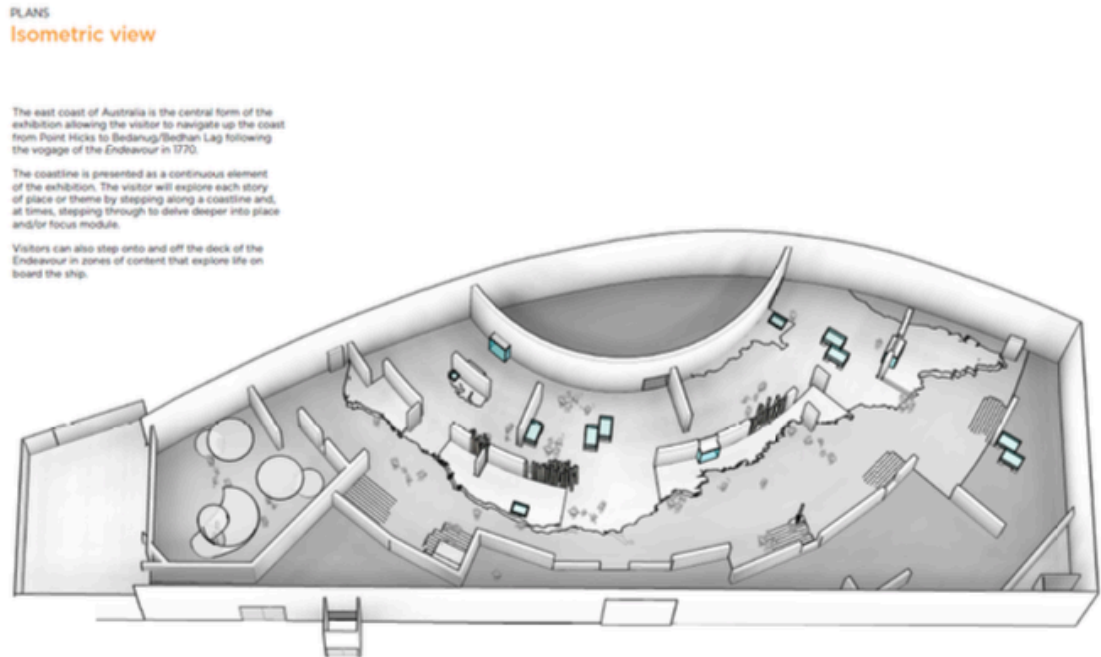 PLANS
Isometric view
The east coast of Australia is the central form of the
exhibition allowing the visitor to navigate up the coast
from Point Hicks to Bedanug/Bedhan Lag following
the vogage of the Endeavour in 1770.
The coastline is presented as a continuous element
of the exhibition. The visitor will explore each story
of place or theme by stepping along a coastline and,
at times, stepping through to delve deeper into place
and/or focus module.
Visitors can also step onto and off the deck of the
Endeavour in zones of content that explore life on
board the ship.